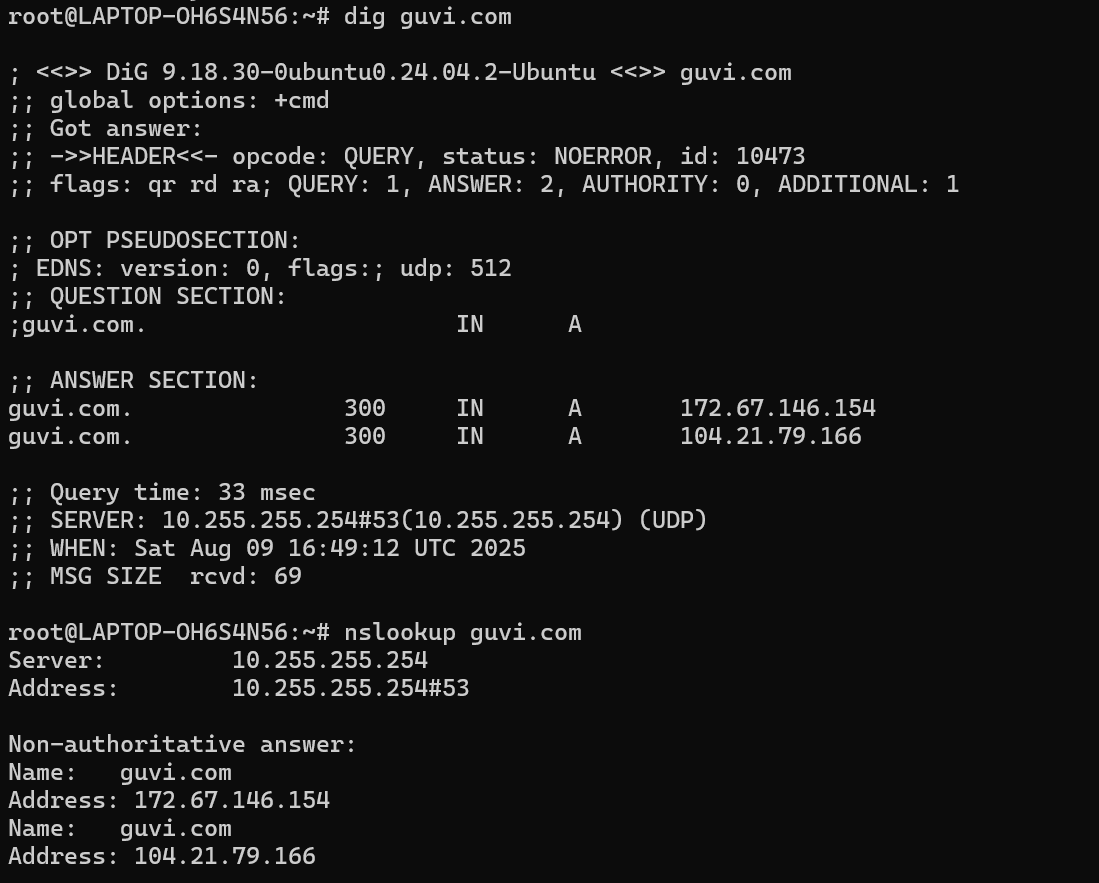 root@LAPTOP-OH6S4N56:~# dig guvi.com
; <<>> DiG 9.18.30-0ubuntu0.24.04.2-Ubuntu <<>> guvi.com
;; global options: +cmd
;; Got answer:
;; ->>HEADER<<- opcode: QUERY, status: NOERROR, id: 10473
;; flags: qr rd ra; QUERY: 1, ANSWER: 2, AUTHORITY: 0, ADDITIONAL: 1
;; OPT PSEUDOSECTION:
; EDNS: version: 0, flags:; udp: 512
;; QUESTION SECTION:
;guvi.com. IN A
;; ANSWER SECTION:
guvi.com. 300 IN A 172.67.146.154
guvi.com. 300 IN A 104.21.79.166
;; Query time: 33 msec
;; SERVER: 10.255.255.254#53(10.255.255.254) (UDP)
;; WHEN: Sat Aug 09 16:49:12 UTC 2025
;; MSG SIZE  rcvd: 69
root@LAPTOP-OH6S4N56:~# nslookup guvi.com
Server: 10.255.255.254
Address: 10.255.255.254#53
Non-authoritative answer:
Name: guvi.com
Address: 172.67.146.154
Name: guvi.com
Address: 104.21.79.166